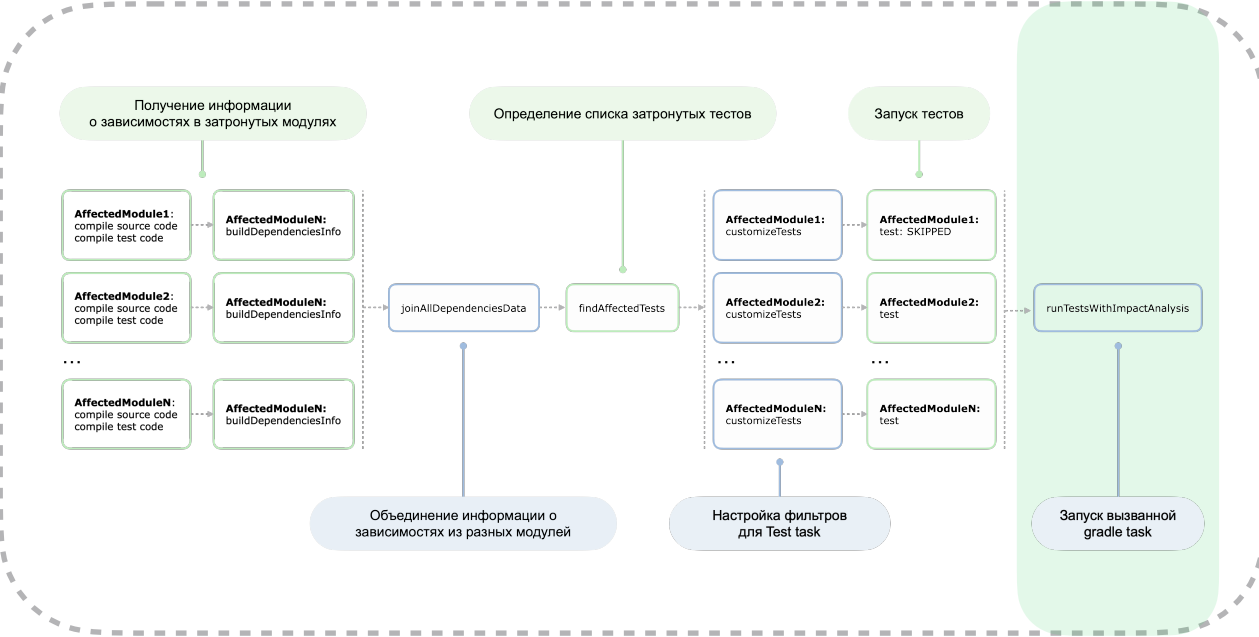 Получение информации
о зависимостях в затронутых модулях
Определение списка затронутых тестов
Запуск тестов
AffectedModule1:
compile source code
compile test code
AffectedModuleN:
buildDependenciesInfo
AffectedModule2:
compile source code
compile test code
AffectedModuleN:
buildDependenciesInfo
...
AffectedModuleN:
compile source code
compile test code
AffectedModuleN:
buildDependenciesInfo
joinAllDependenciesData
findAffectedTests
AffectedModule1:
customizeTests
AffectedModule1:
test: SKIPPED
AffectedModule2:
customizeTests
AffectedModule2:
test
...
...
AffectedModuleN:
customizeTests
AffectedModuleN:
test
runTestsWithImpactAnalysis
Объединение информации о
зависимостях из разных модулей
Настройка фильтров
для Test task
Запуск вызванной
gradle task